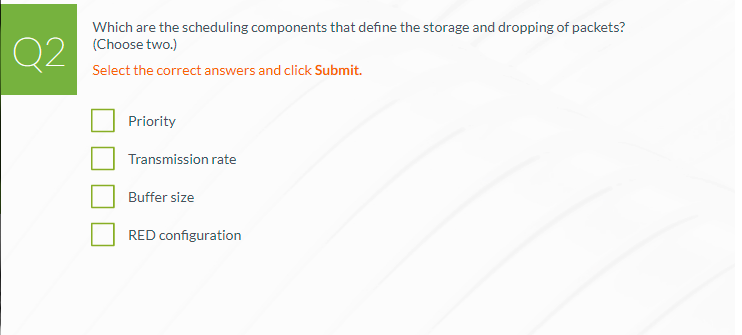 Q2
Which are the scheduling components that define the storage and dropping of packets?
(Choose two.)
Select the correct answers and click Submit.
Priority
Transmission rate
Buffer size
RED configuration